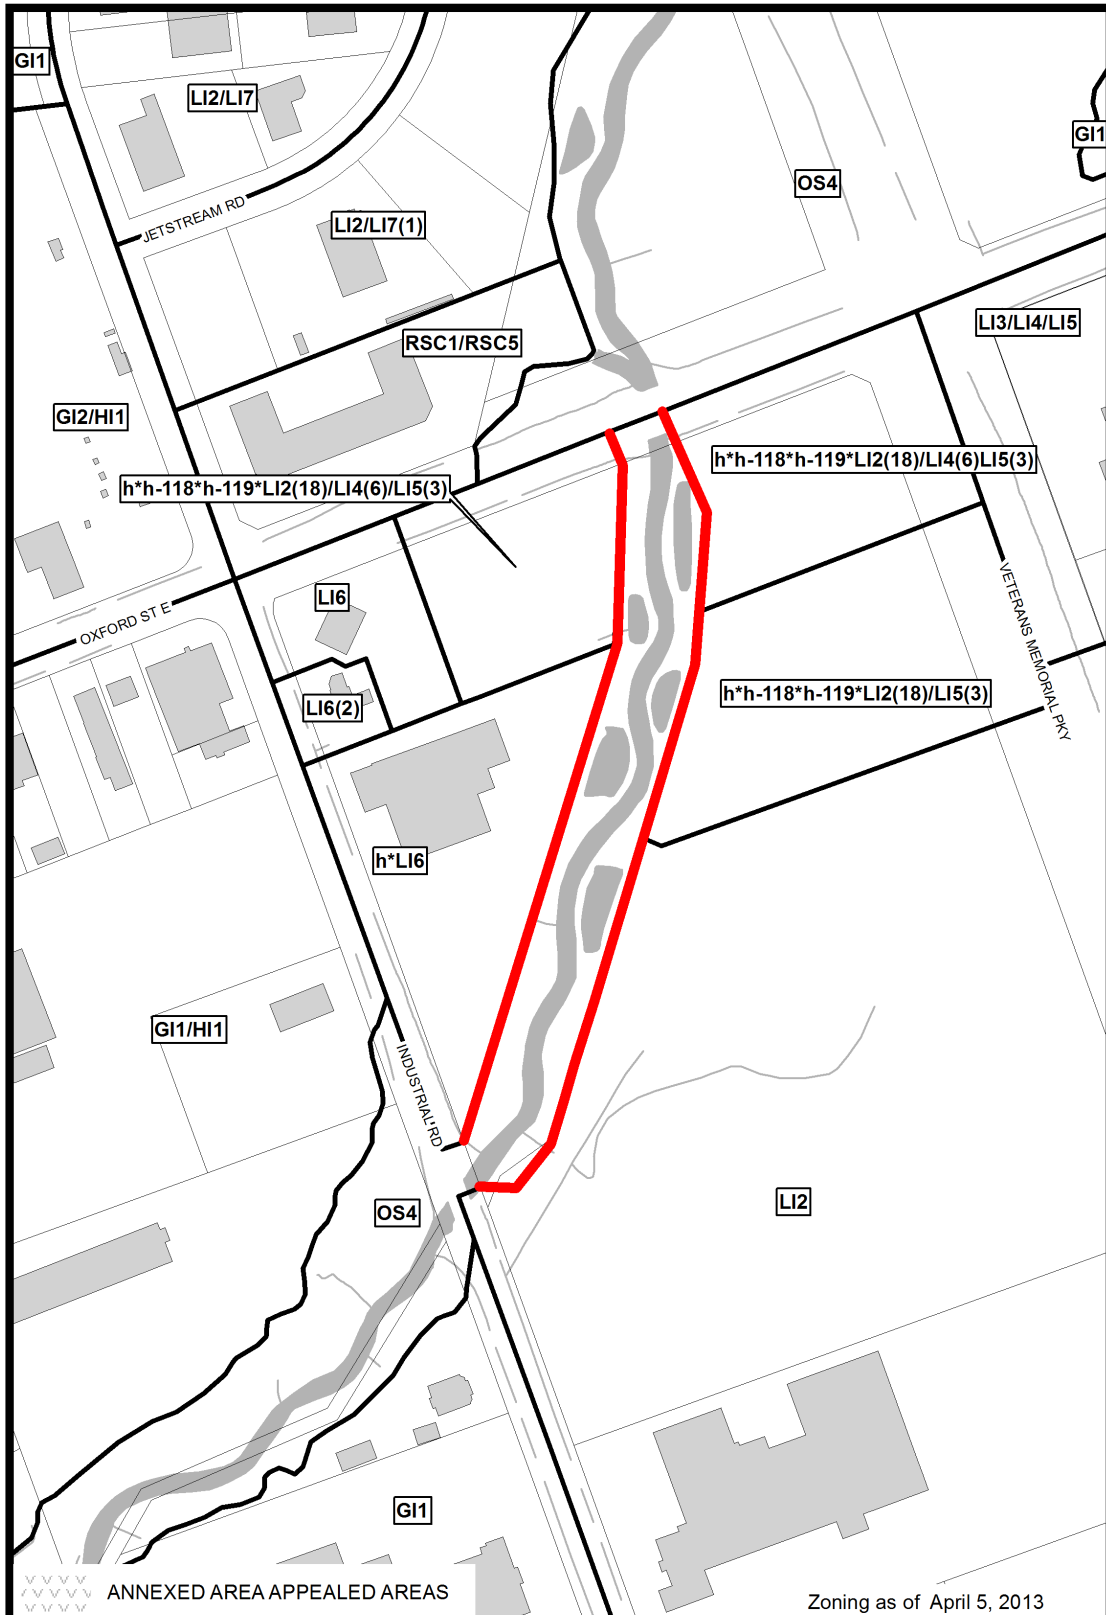 GI1
LI2/LI7
GI1
OS4
JETSTREAM RD
LI2/LI7(1)
LI3/LI4/LI5
RSC1/RSC5
GI2/HI1
h*h-118*h-119*LI2(18)/LI4(6)LI5(3)
h*h-118*h-119*LI2(18)/LI4(6)/LI5(3)
LI6
OXFORD ST E
VETERANS MEMORIAL PKY
LI6(2)
h*h-118*h-119*LI2(18)/LI5(3)
h*LI6
GI1/HI1
INDUSTRIAL RD
OS4
LI2
GI1
ANNEXED AREA APPEALED AREAS
Zoning as of April 5, 2013